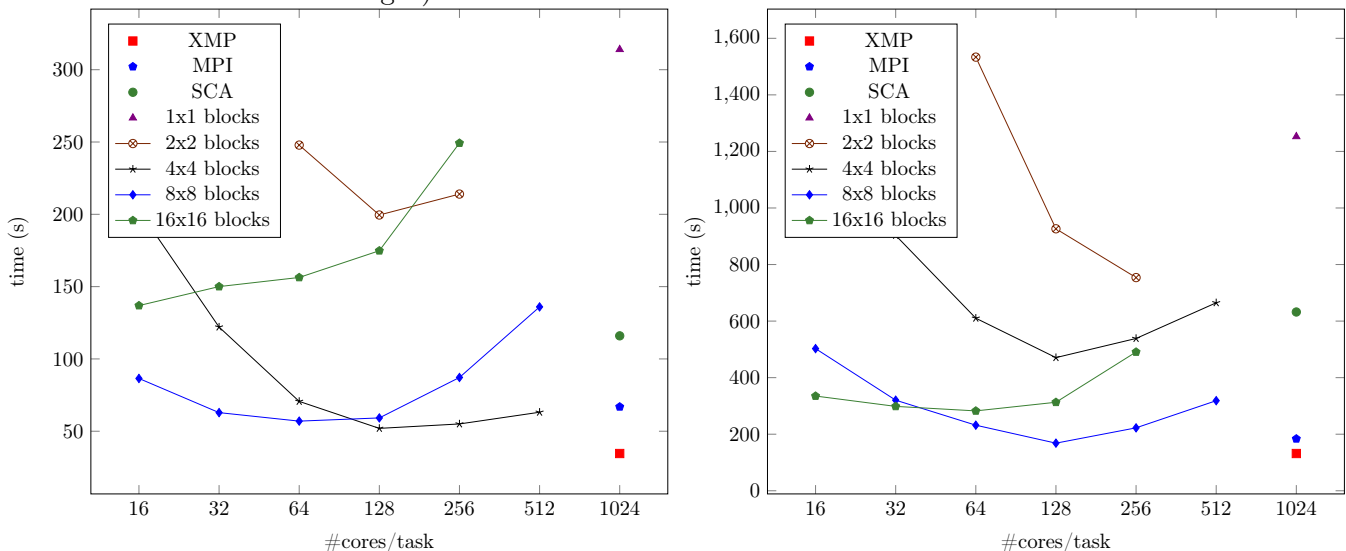 XMP
MPI
SCA
1x1 blocks
2x2 blocks
4x4 blocks
8x8 blocks
16x16 blocks
300
250
200
150
100
50
time (s)
16 32 64 128 256 512 1024
#cores/task
XMP
MPI
SCA
1x1 blocks
2x2 blocks
4x4 blocks
8x8 blocks
16x16 blocks
1,600
1,400
1,200
1,000
800
600
400
200
0
time (s)
16 32 64 128 256 512 1024
#cores/task